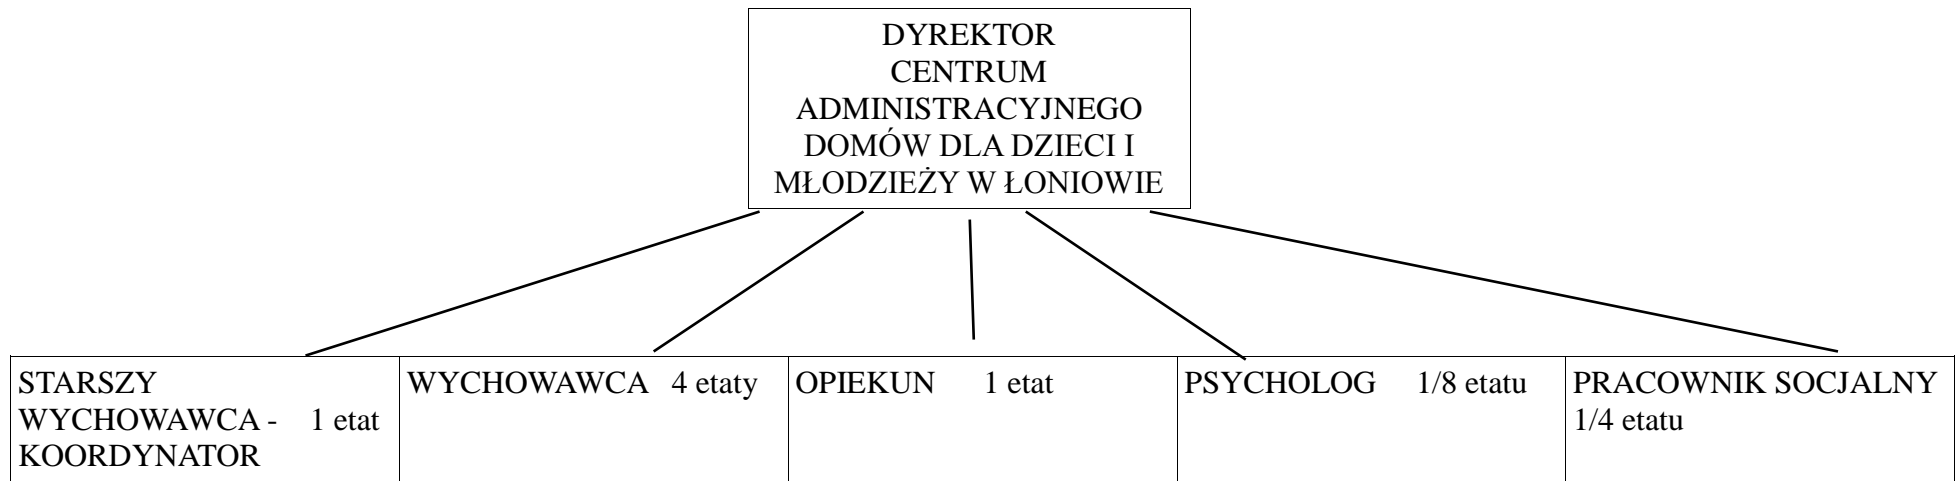 DYREKTOR
CENTRUM
ADMINISTRACYJNEGO
DOMÓW DLA DZIECI I
MŁODZIEŻY W ŁONIOWIE
STARSZY
WYCHOWAWCA - 1 etat
KOORDYNATOR
WYCHOWAWCA 4 etaty
OPIEKUN 1 etat
PSYCHOLOG 1/8 etatu
PRACOWNIK SOCJALNY
1/4 etatu